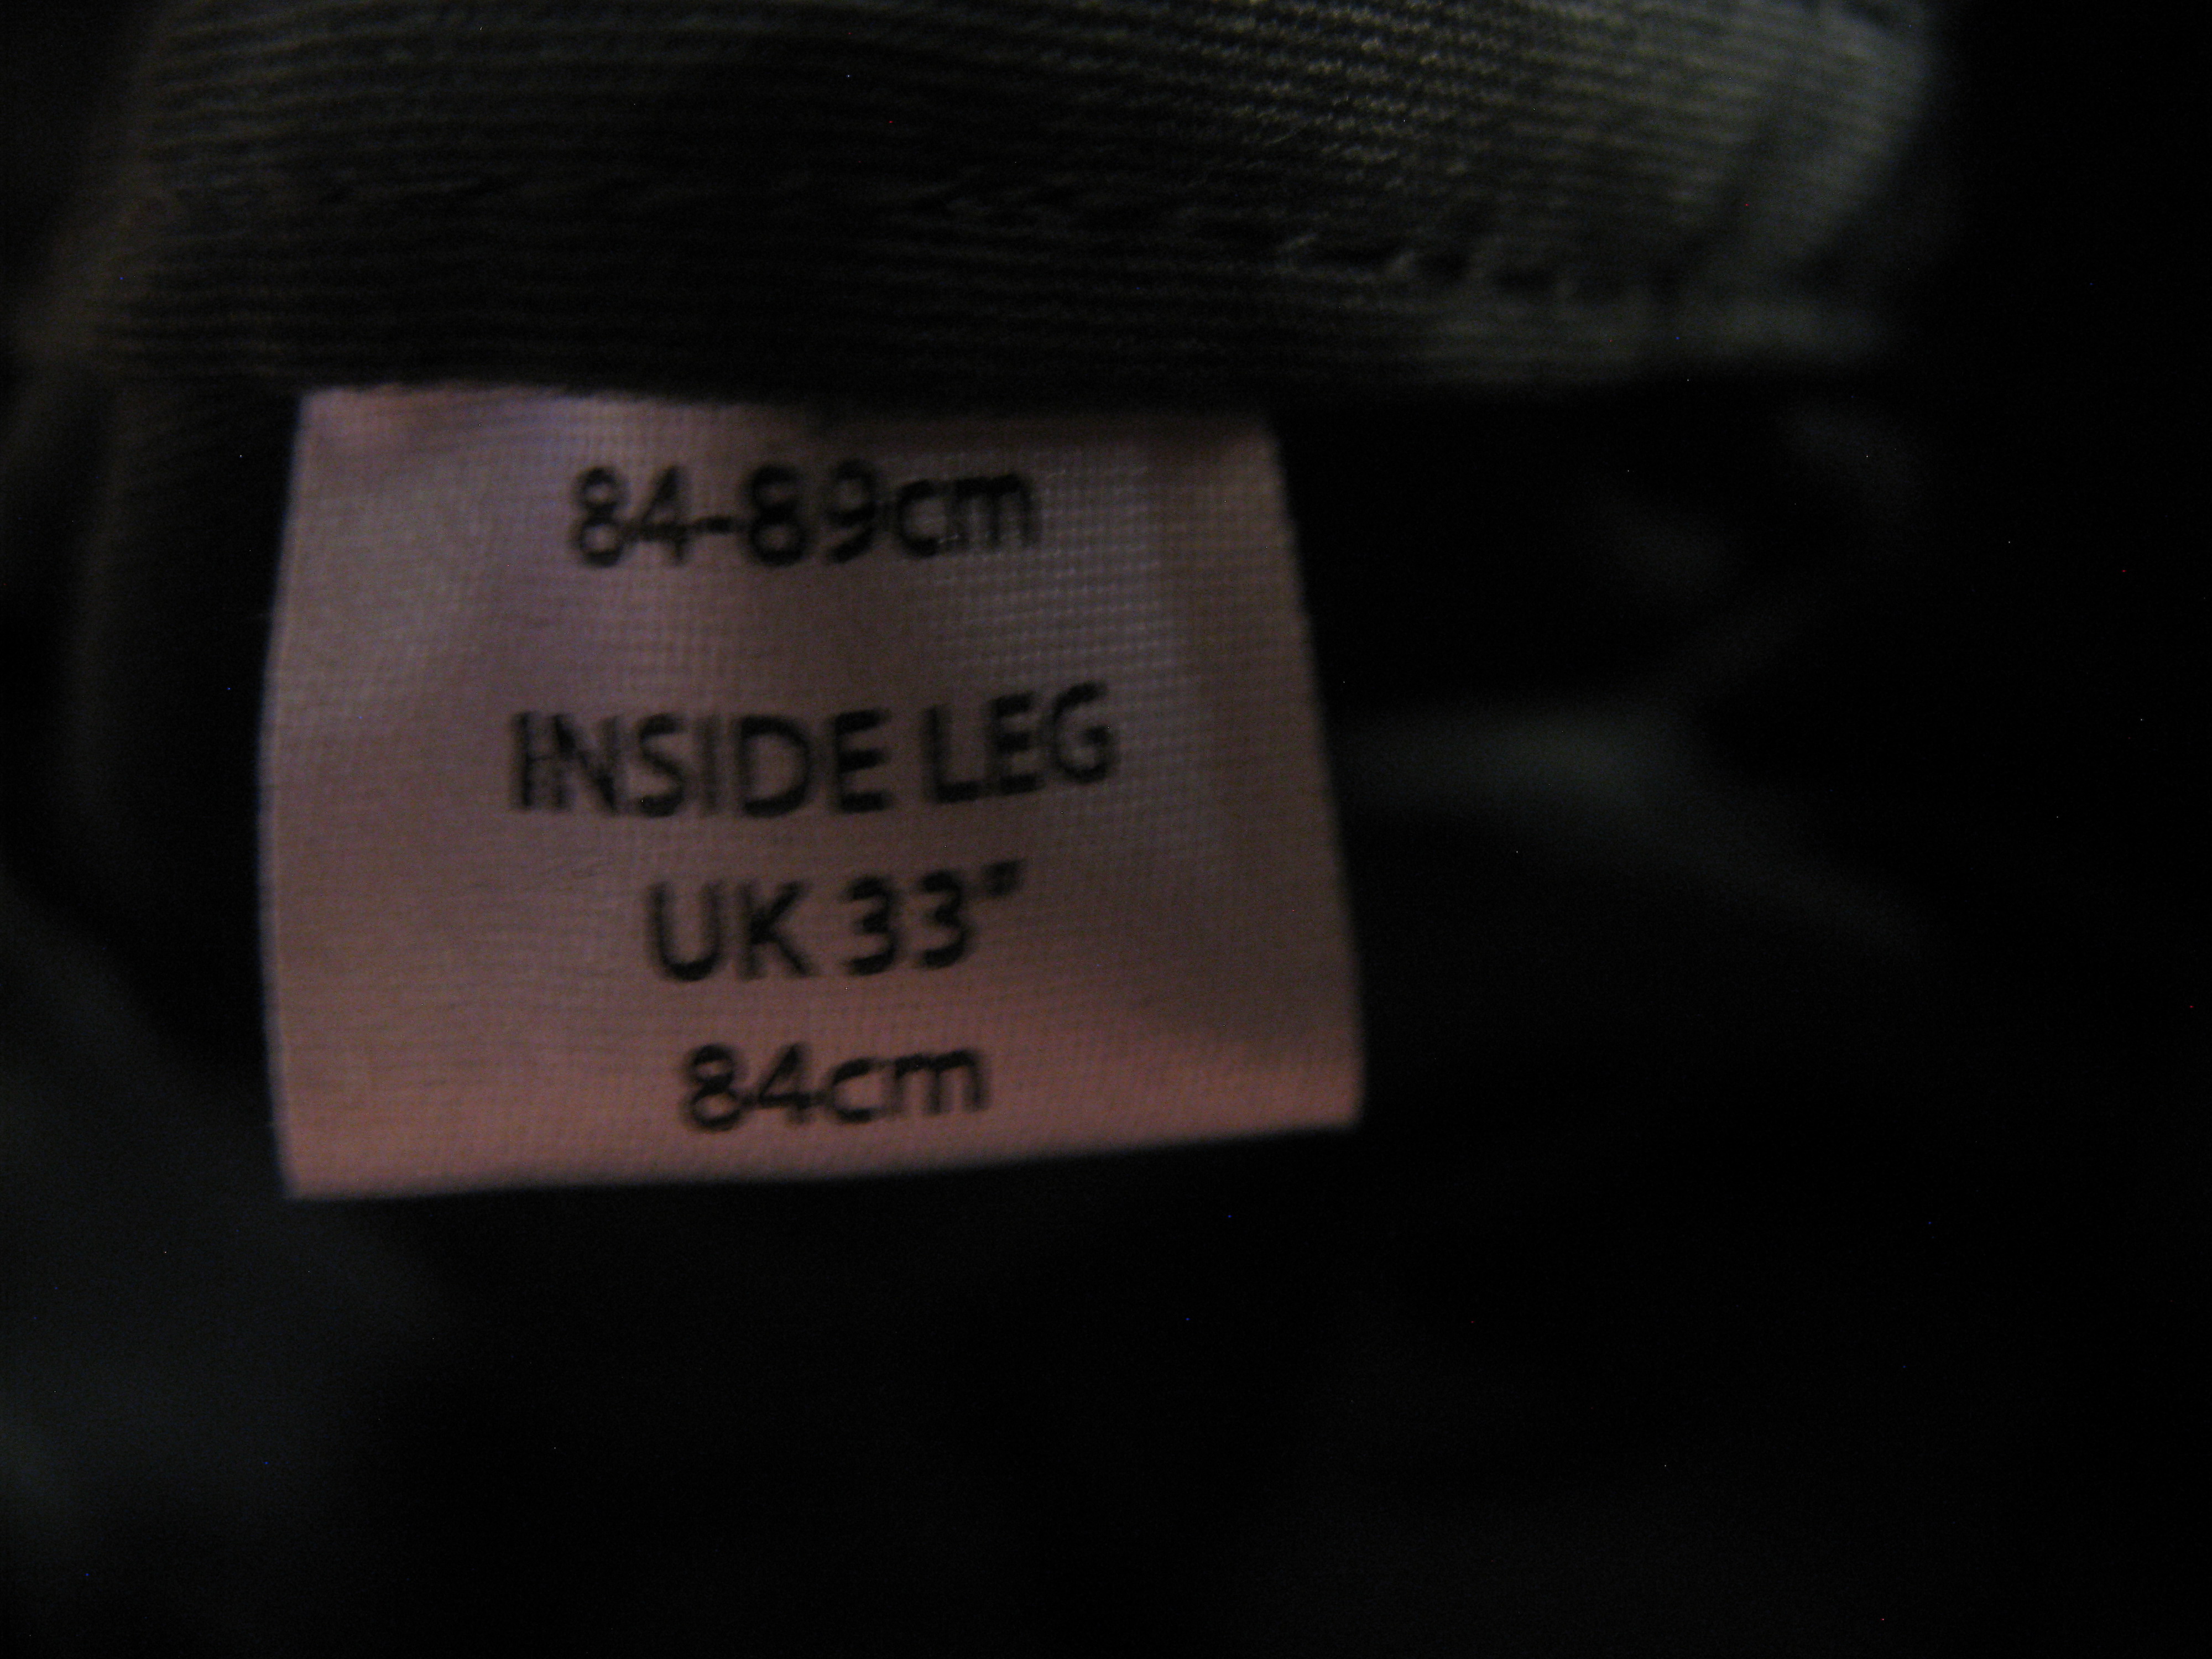 84-89cm
INSIDE LEG
UK 33"
84cm